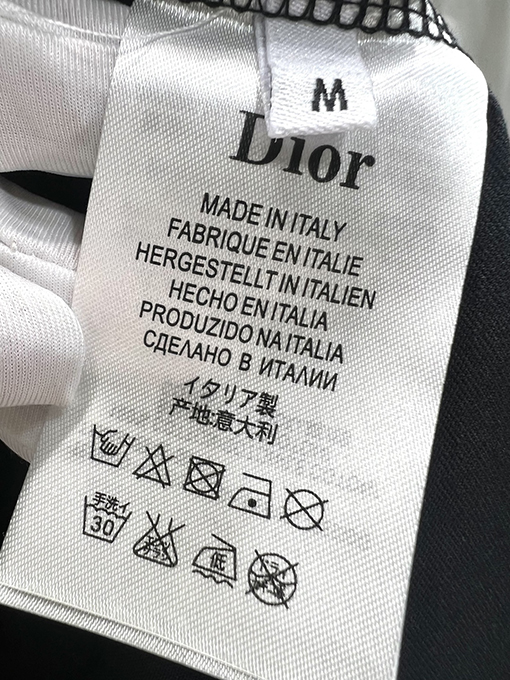 M
Dior
MADE IN ITALY
FABRIQUE EN ITALIE
HERGESTELLT IN ITALIEN
HECHO EN ITALIA
PRODUZIDO NA ITALIA
СДЕЛАНО В ИТАЛИИ
イタリア製
产地:意大利
手洗イ
30
低